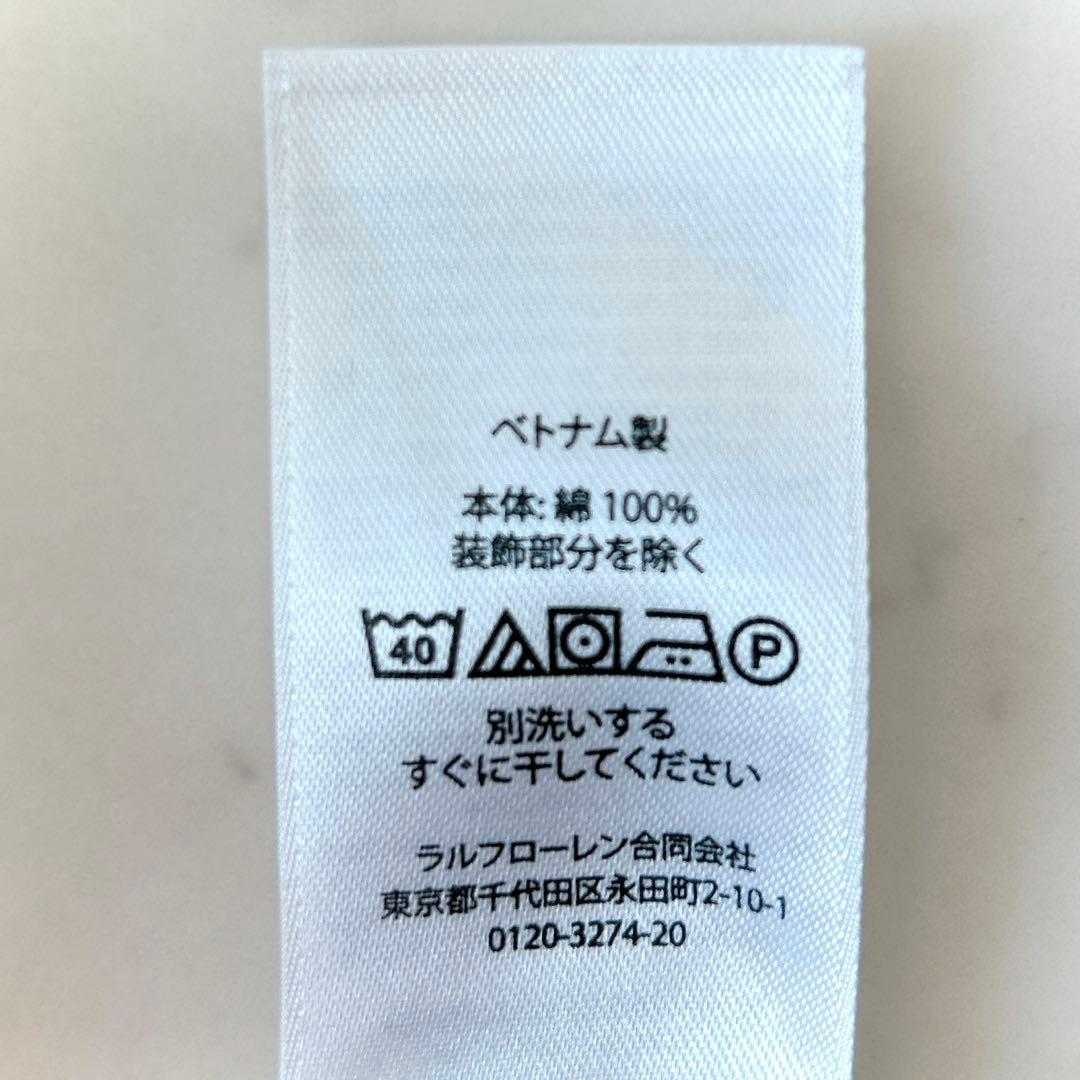 ベトナム製
本体: 綿 100%
装飾部分を除く
40 P
別洗いする
すぐに干してください
ラルフローレン合同会社
東京都千代田区永田町2-10-1
0120-3274-20